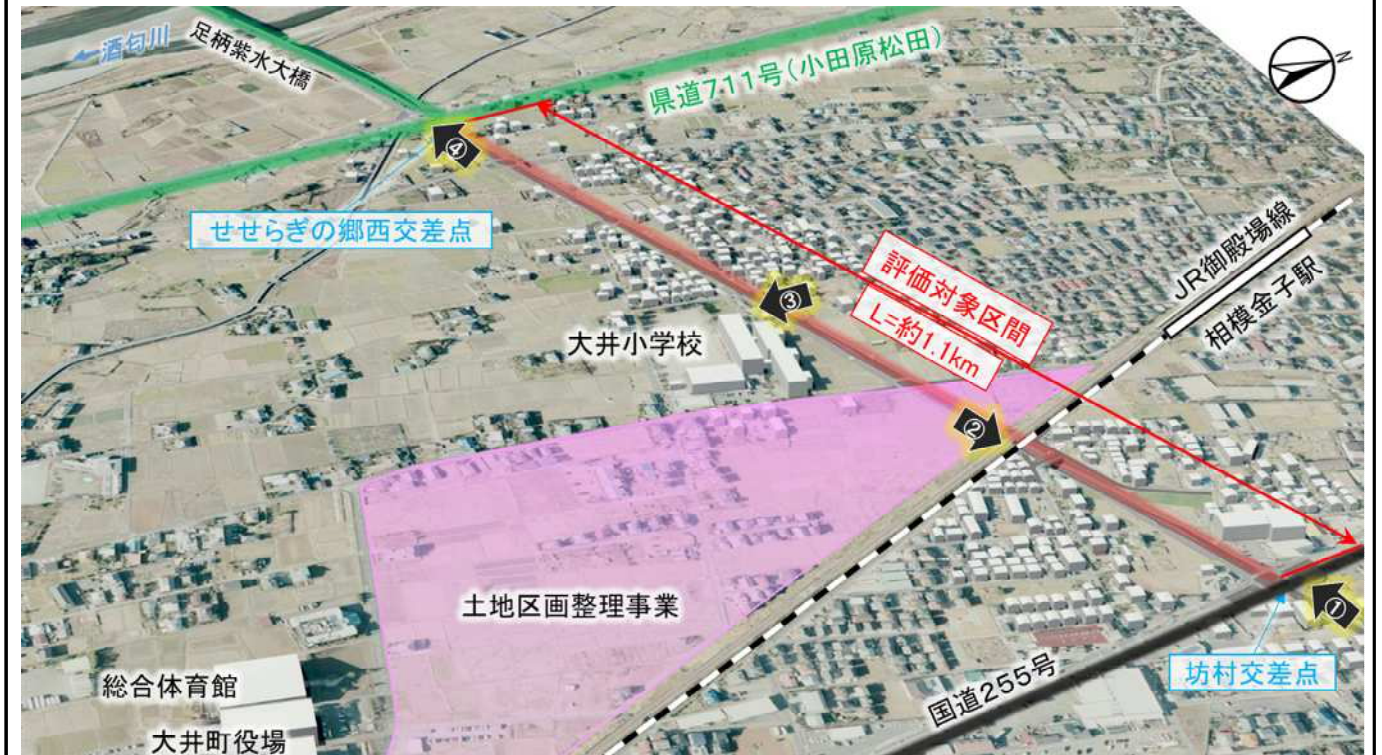 ←酒匂川
足柄紫水大橋
県道711号(小田原松田)
N
④
せせらぎの郷西交差点
③
評価対象区間
L=約1.1km
JR御殿場線
相模金子駅
大井小学校
②
①
土地区画整理事業
坊村交差点
国道255号
総合体育館
大井町役場